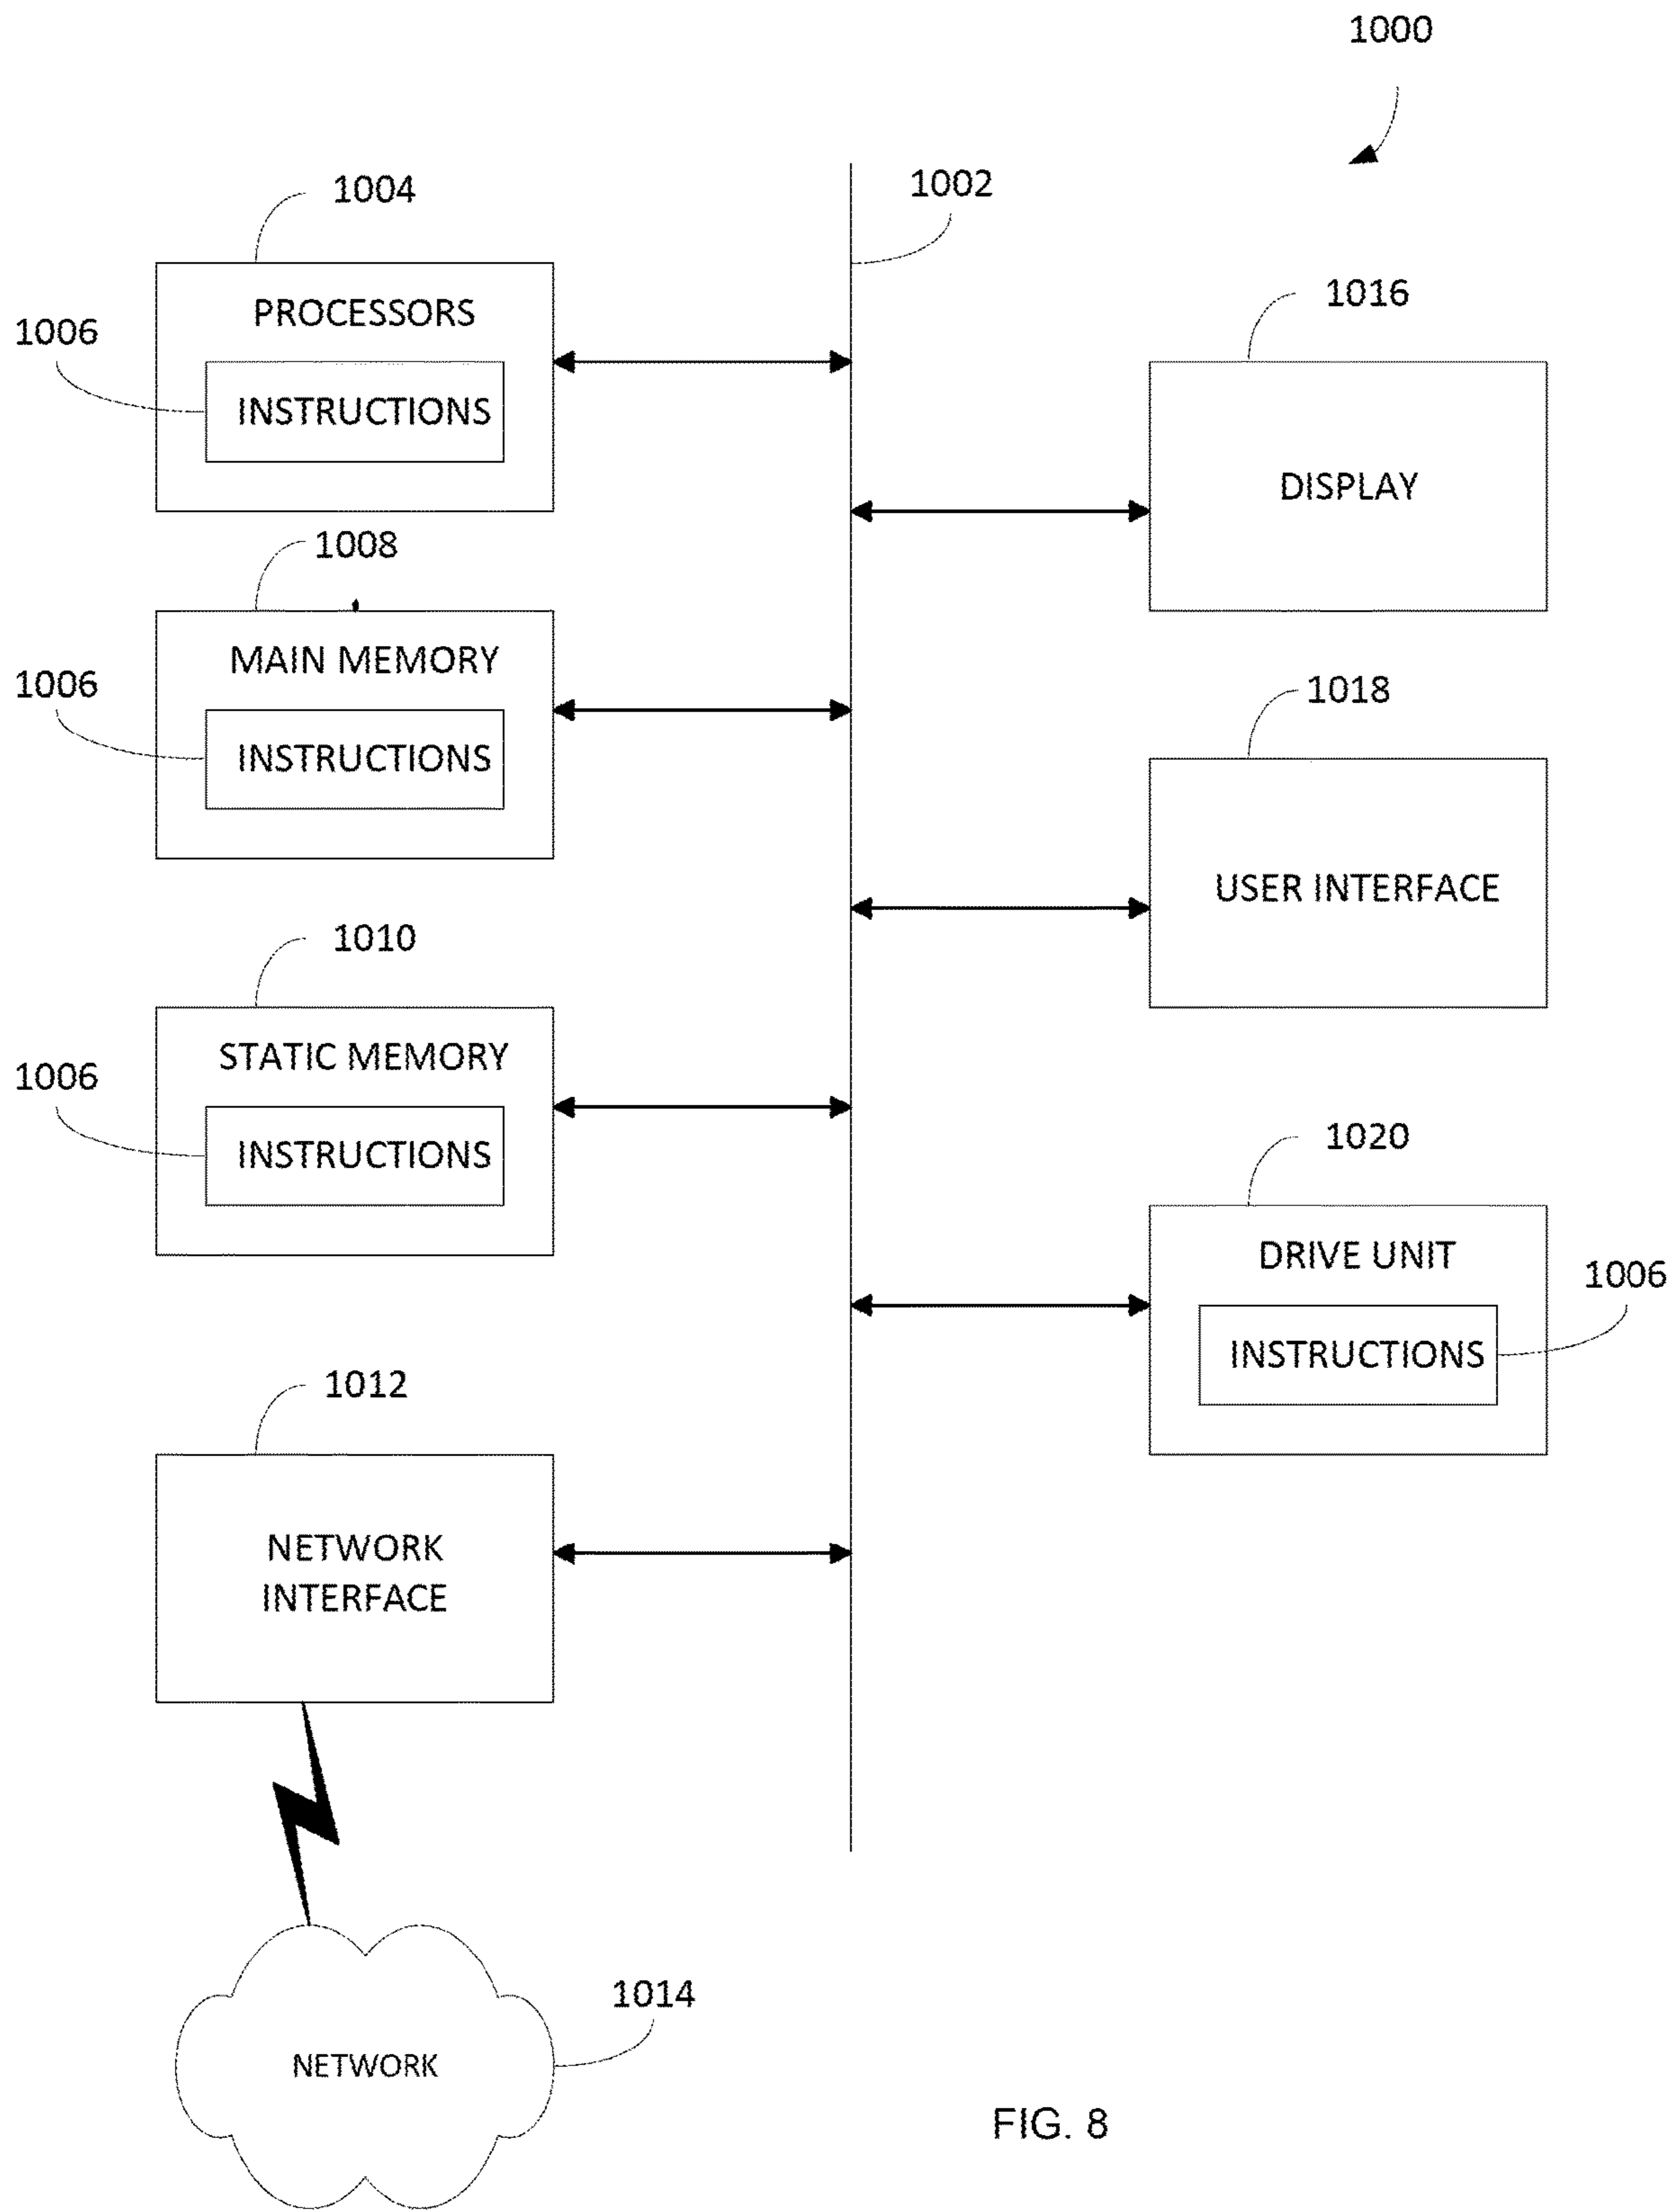 1000
1004
1002
PROCESSORS
1006
INSTRUCTIONS
1016
DISPLAY
1008
MAIN MEMORY
1006
INSTRUCTIONS
1018
USER INTERFACE
1010
STATIC MEMORY
1006
INSTRUCTIONS
1020
DRIVE UNIT
1006
INSTRUCTIONS
1012
NETWORK
INTERFACE
1014
NETWORK
FIG. 8